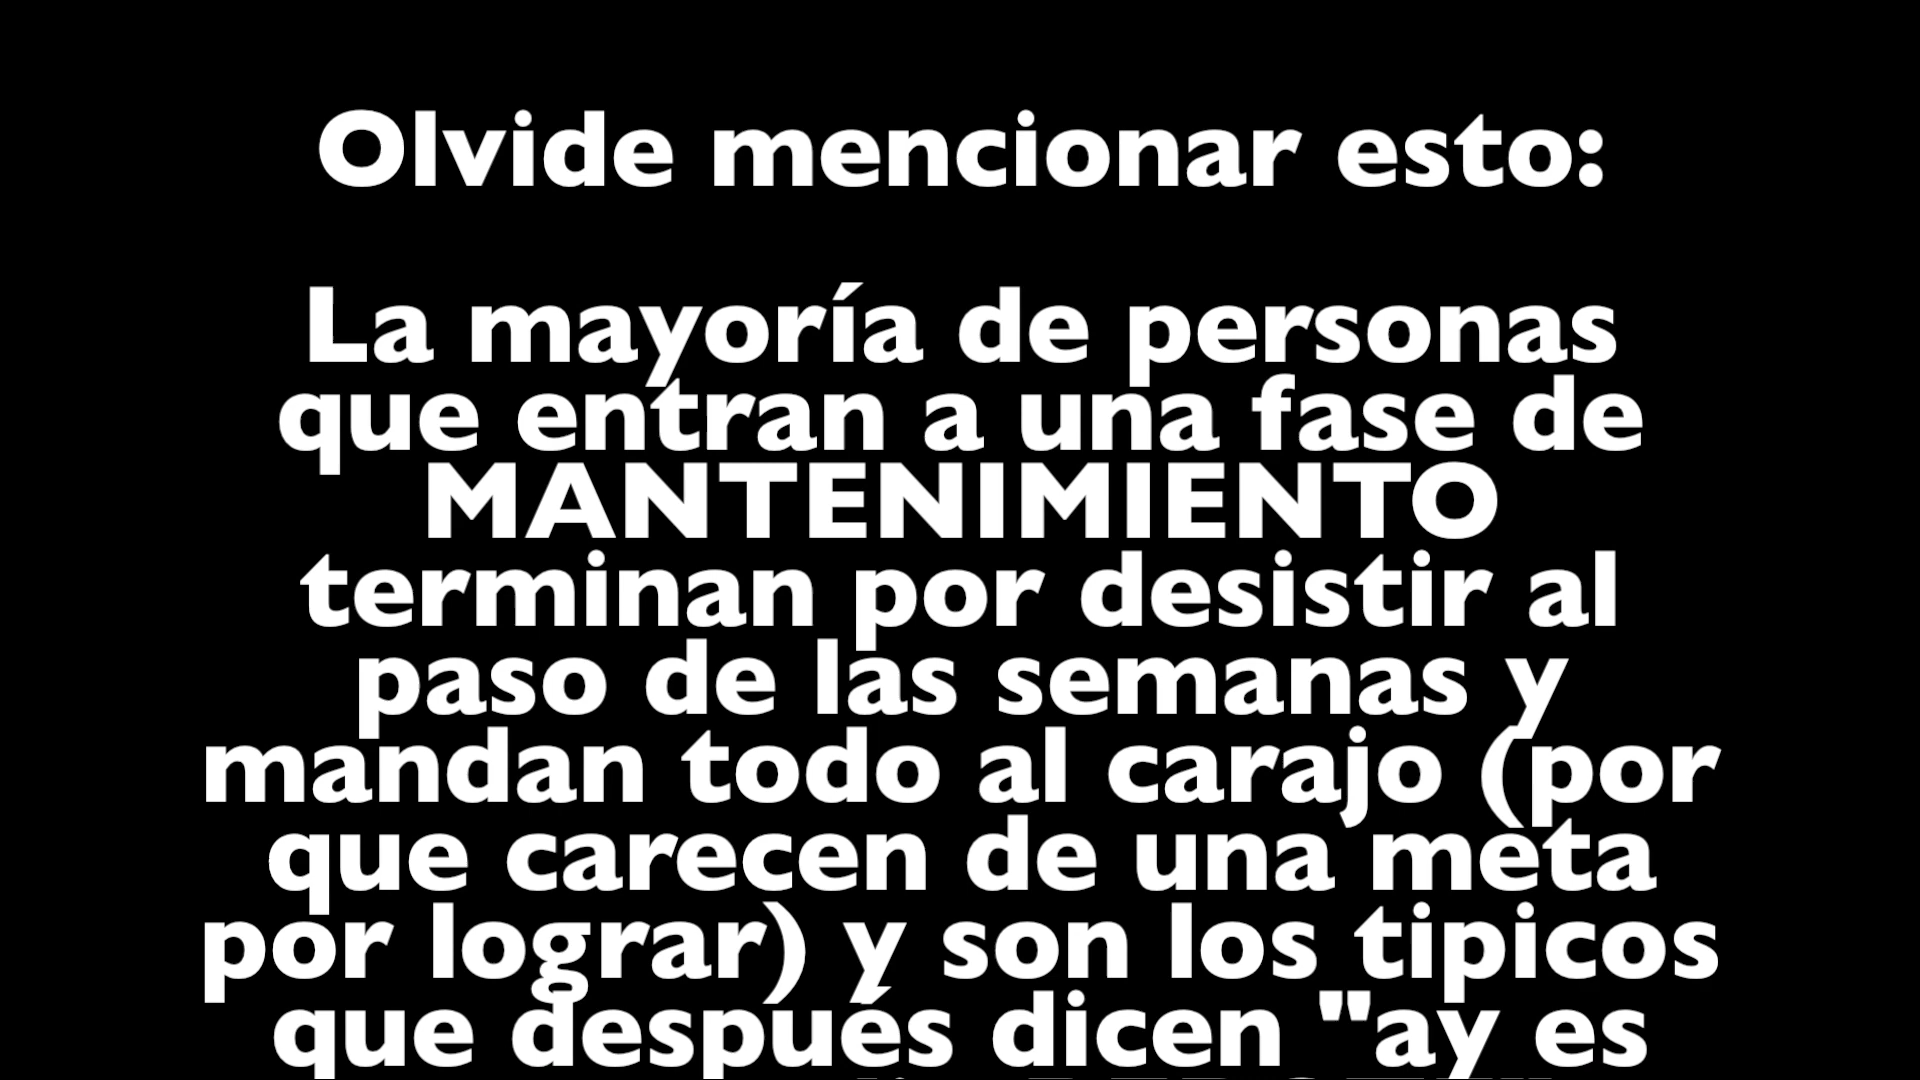 Olvide mencionar esto:
La mayoría de personas
que entran a una fase de
MANTENIMIENTO
terminan por desistir al
paso de las semanas y
mandan todo al carajo (por
que carecen de una meta
por lograr) y son los tipicos
que después dicen "ay es